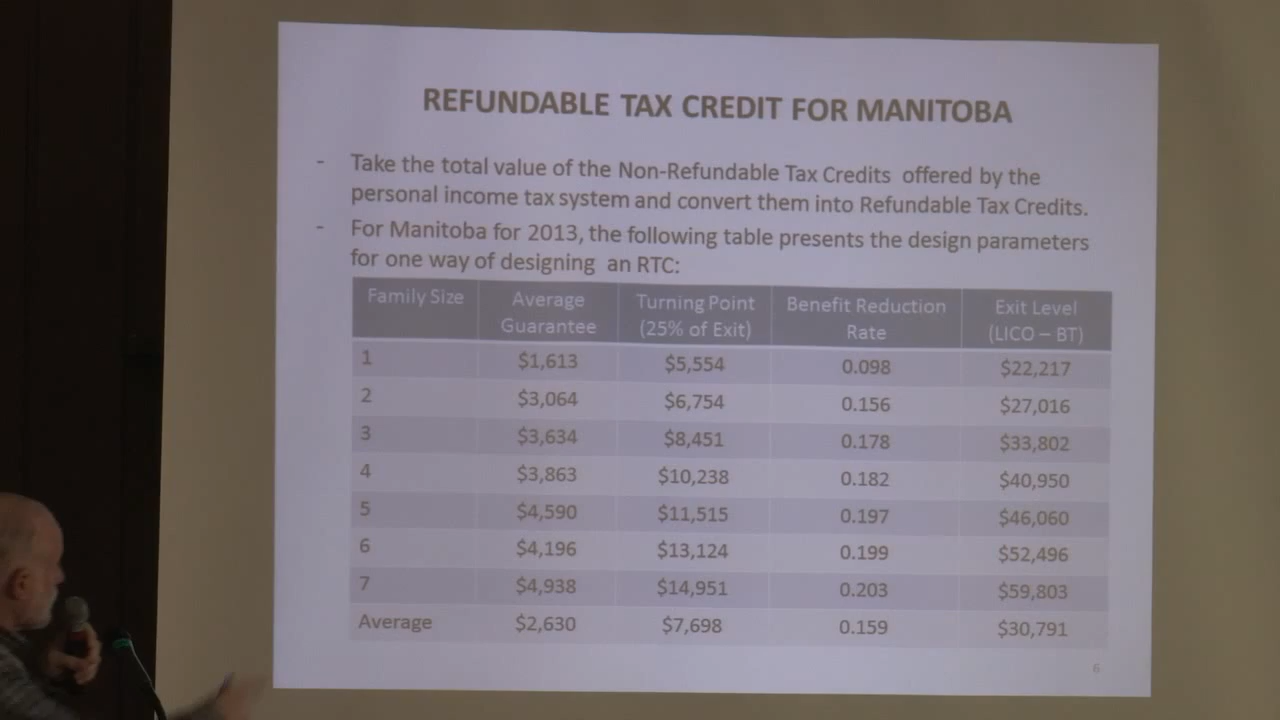 REFUNDABLE TAX CREDIT FOR MANITOBA
- Take the total value of the Non-Refundable Tax Credits offered by the
personal income tax system and convert them into Refundable Tax Credits.
- For Manitoba for 2013, the following table presents the design parameters
for one way of designing an RTC:
Family Size Average Guarantee Turning Point (25% of Exit) Benefit Reduction Rate Exit Level (LICO – BT)
1 $1,613 $5,554 0.098 $22,217
2 $3,064 $6,754 0.156 $27,016
3 $3,634 $8,451 0.178 $33,802
4 $3,863 $10,238 0.182 $40,950
5 $4,590 $11,515 0.197 $46,060
6 $4,196 $13,124 0.199 $52,496
7 $4,938 $14,951 0.203 $59,803
Average $2,630 $7,698 0.159 $30,791
6